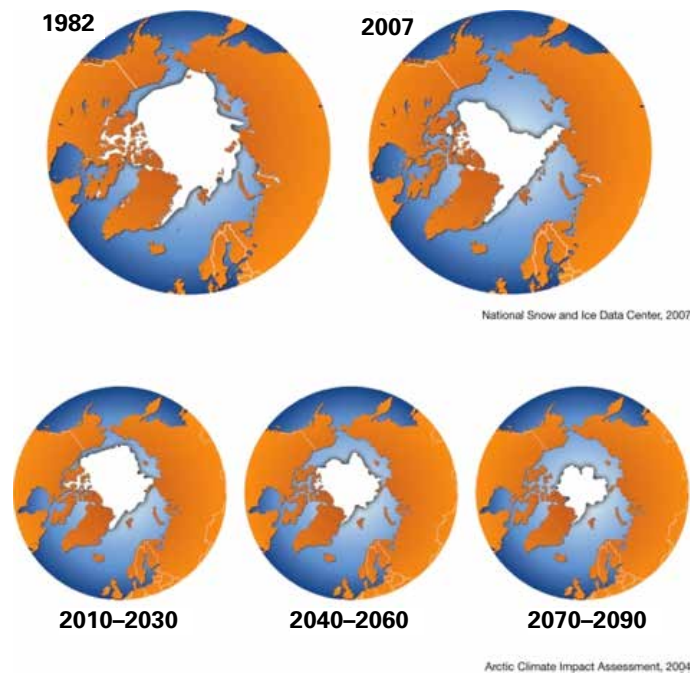 1982
2007
National Snow and Ice Data Center, 2007
2010–2030
2040–2060
2070–2090
Arctic Climate Impact Assessment, 2004